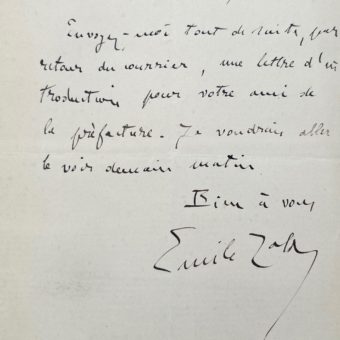 Envoyez-moi tout de suite, par
retour du courrier, une lettre d'in
troduction pour votre ami de
la préfecture. Je voudrais aller
le voir demain matin
Bien à vous
Emile Zola